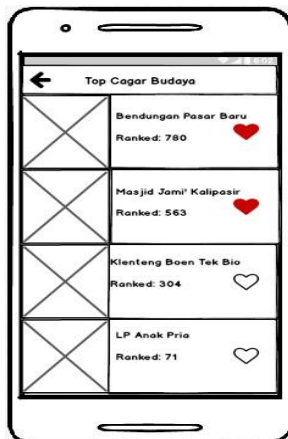 Top Cagar Budaya
Bendungan Pasar Baru
Ranked: 780
Masjid Jami' Kalipasir
Ranked: 563
Klenteng Boen Tek Bio
Ranked: 304
LP Anak Pria
Ranked: 71